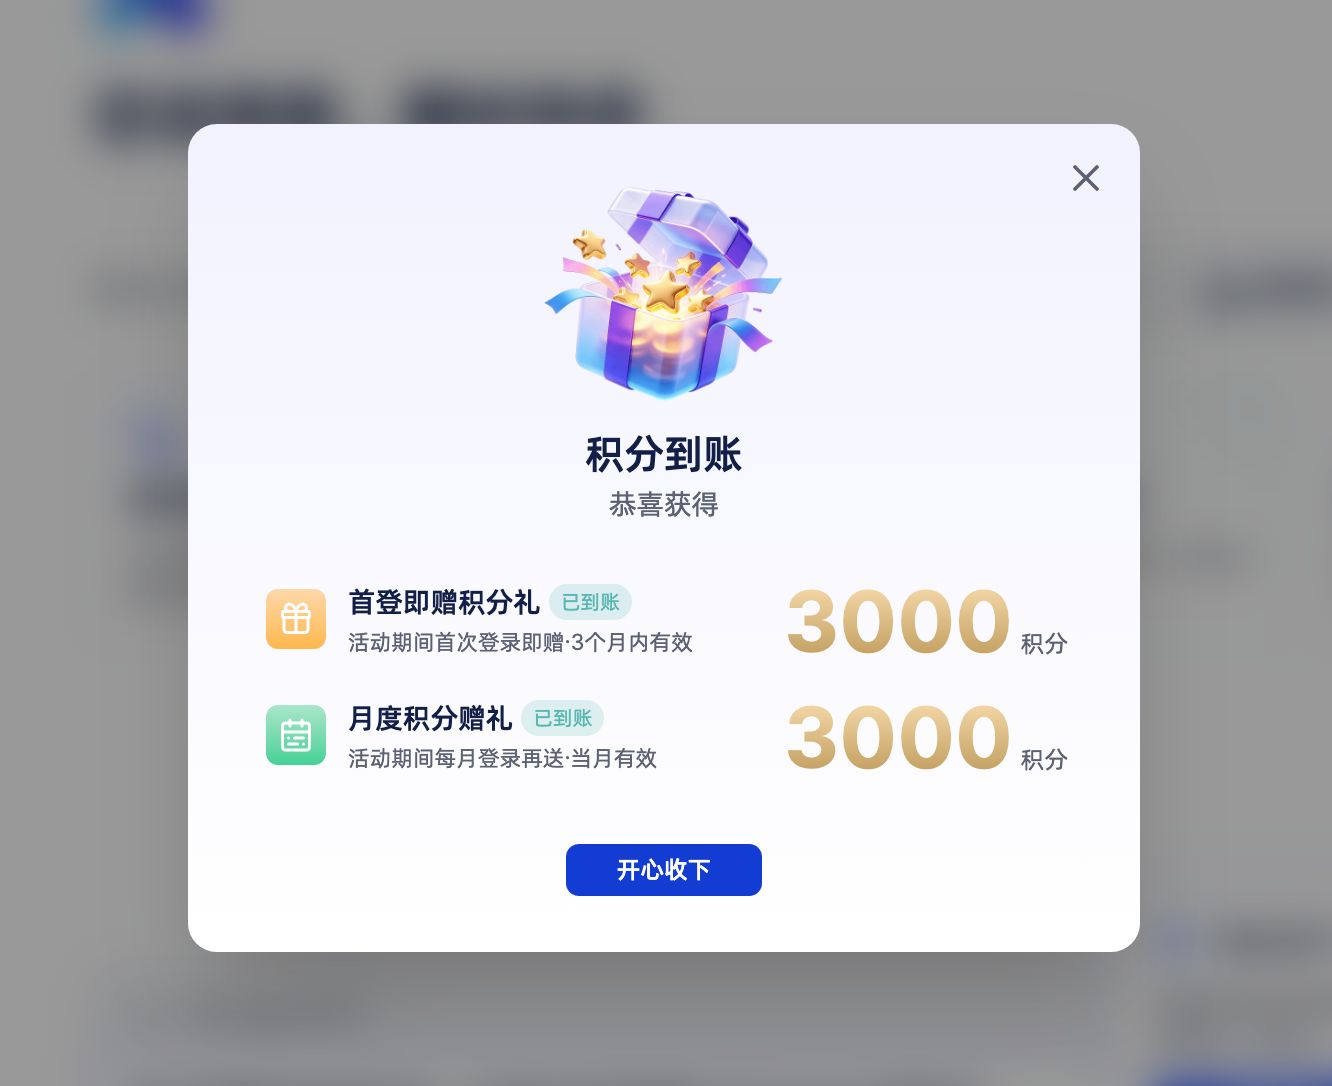 积分到账
恭喜获得
首登即赠积分礼 已到账
活动期间首次登录即赠·3个月内有效
3000 积分
月度积分赠礼 已到账
活动期间每月登录再送·当月有效
3000 积分
开心收下